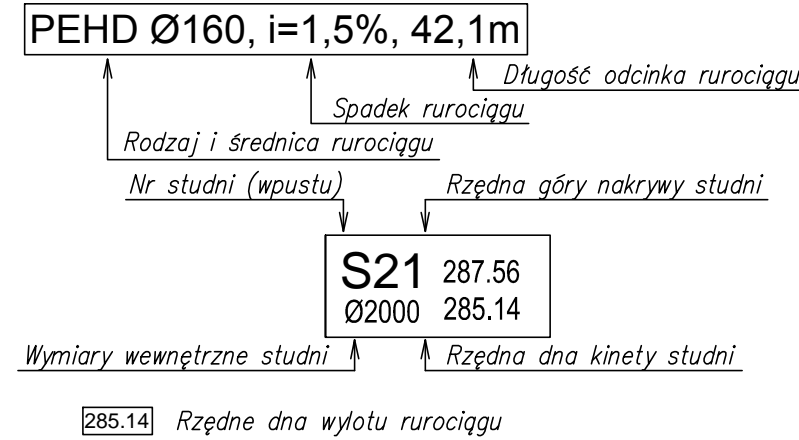 PEHD Ø160, i=1,5%, 42,1m
Długość odcinka rurociągu
Spadek rurociągu
Rodzaj i średnica rurociągu
Nr studni (wpustu) Rzędna góry nakrywy studni
S21 287.56
Ø2000 285.14
Wymiary wewnętrzne studni Rzędna dna kinety studni
285.14 Rzędne dna wylotu rurociągu